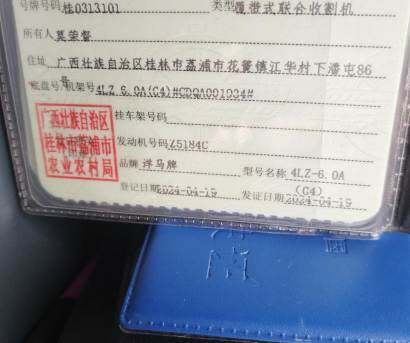 号牌号码 桂0313101 类型 履带式联合收割机
所有人 莫荣督
住址 广西壮族自治区桂林市荔浦市花箦镇江华村下潘屯86号
底盘号/机架号 4LZ-6.0A(G4)#CDQA001934#
挂车架号码
发动机号码 Z5184C
品牌 洋马牌 型号名称 4LZ-6.0A(G4)
登记日期 2024-04-19 发证日期 2024-04-19
广西壮族自治区
桂林市荔浦市
农业农村局